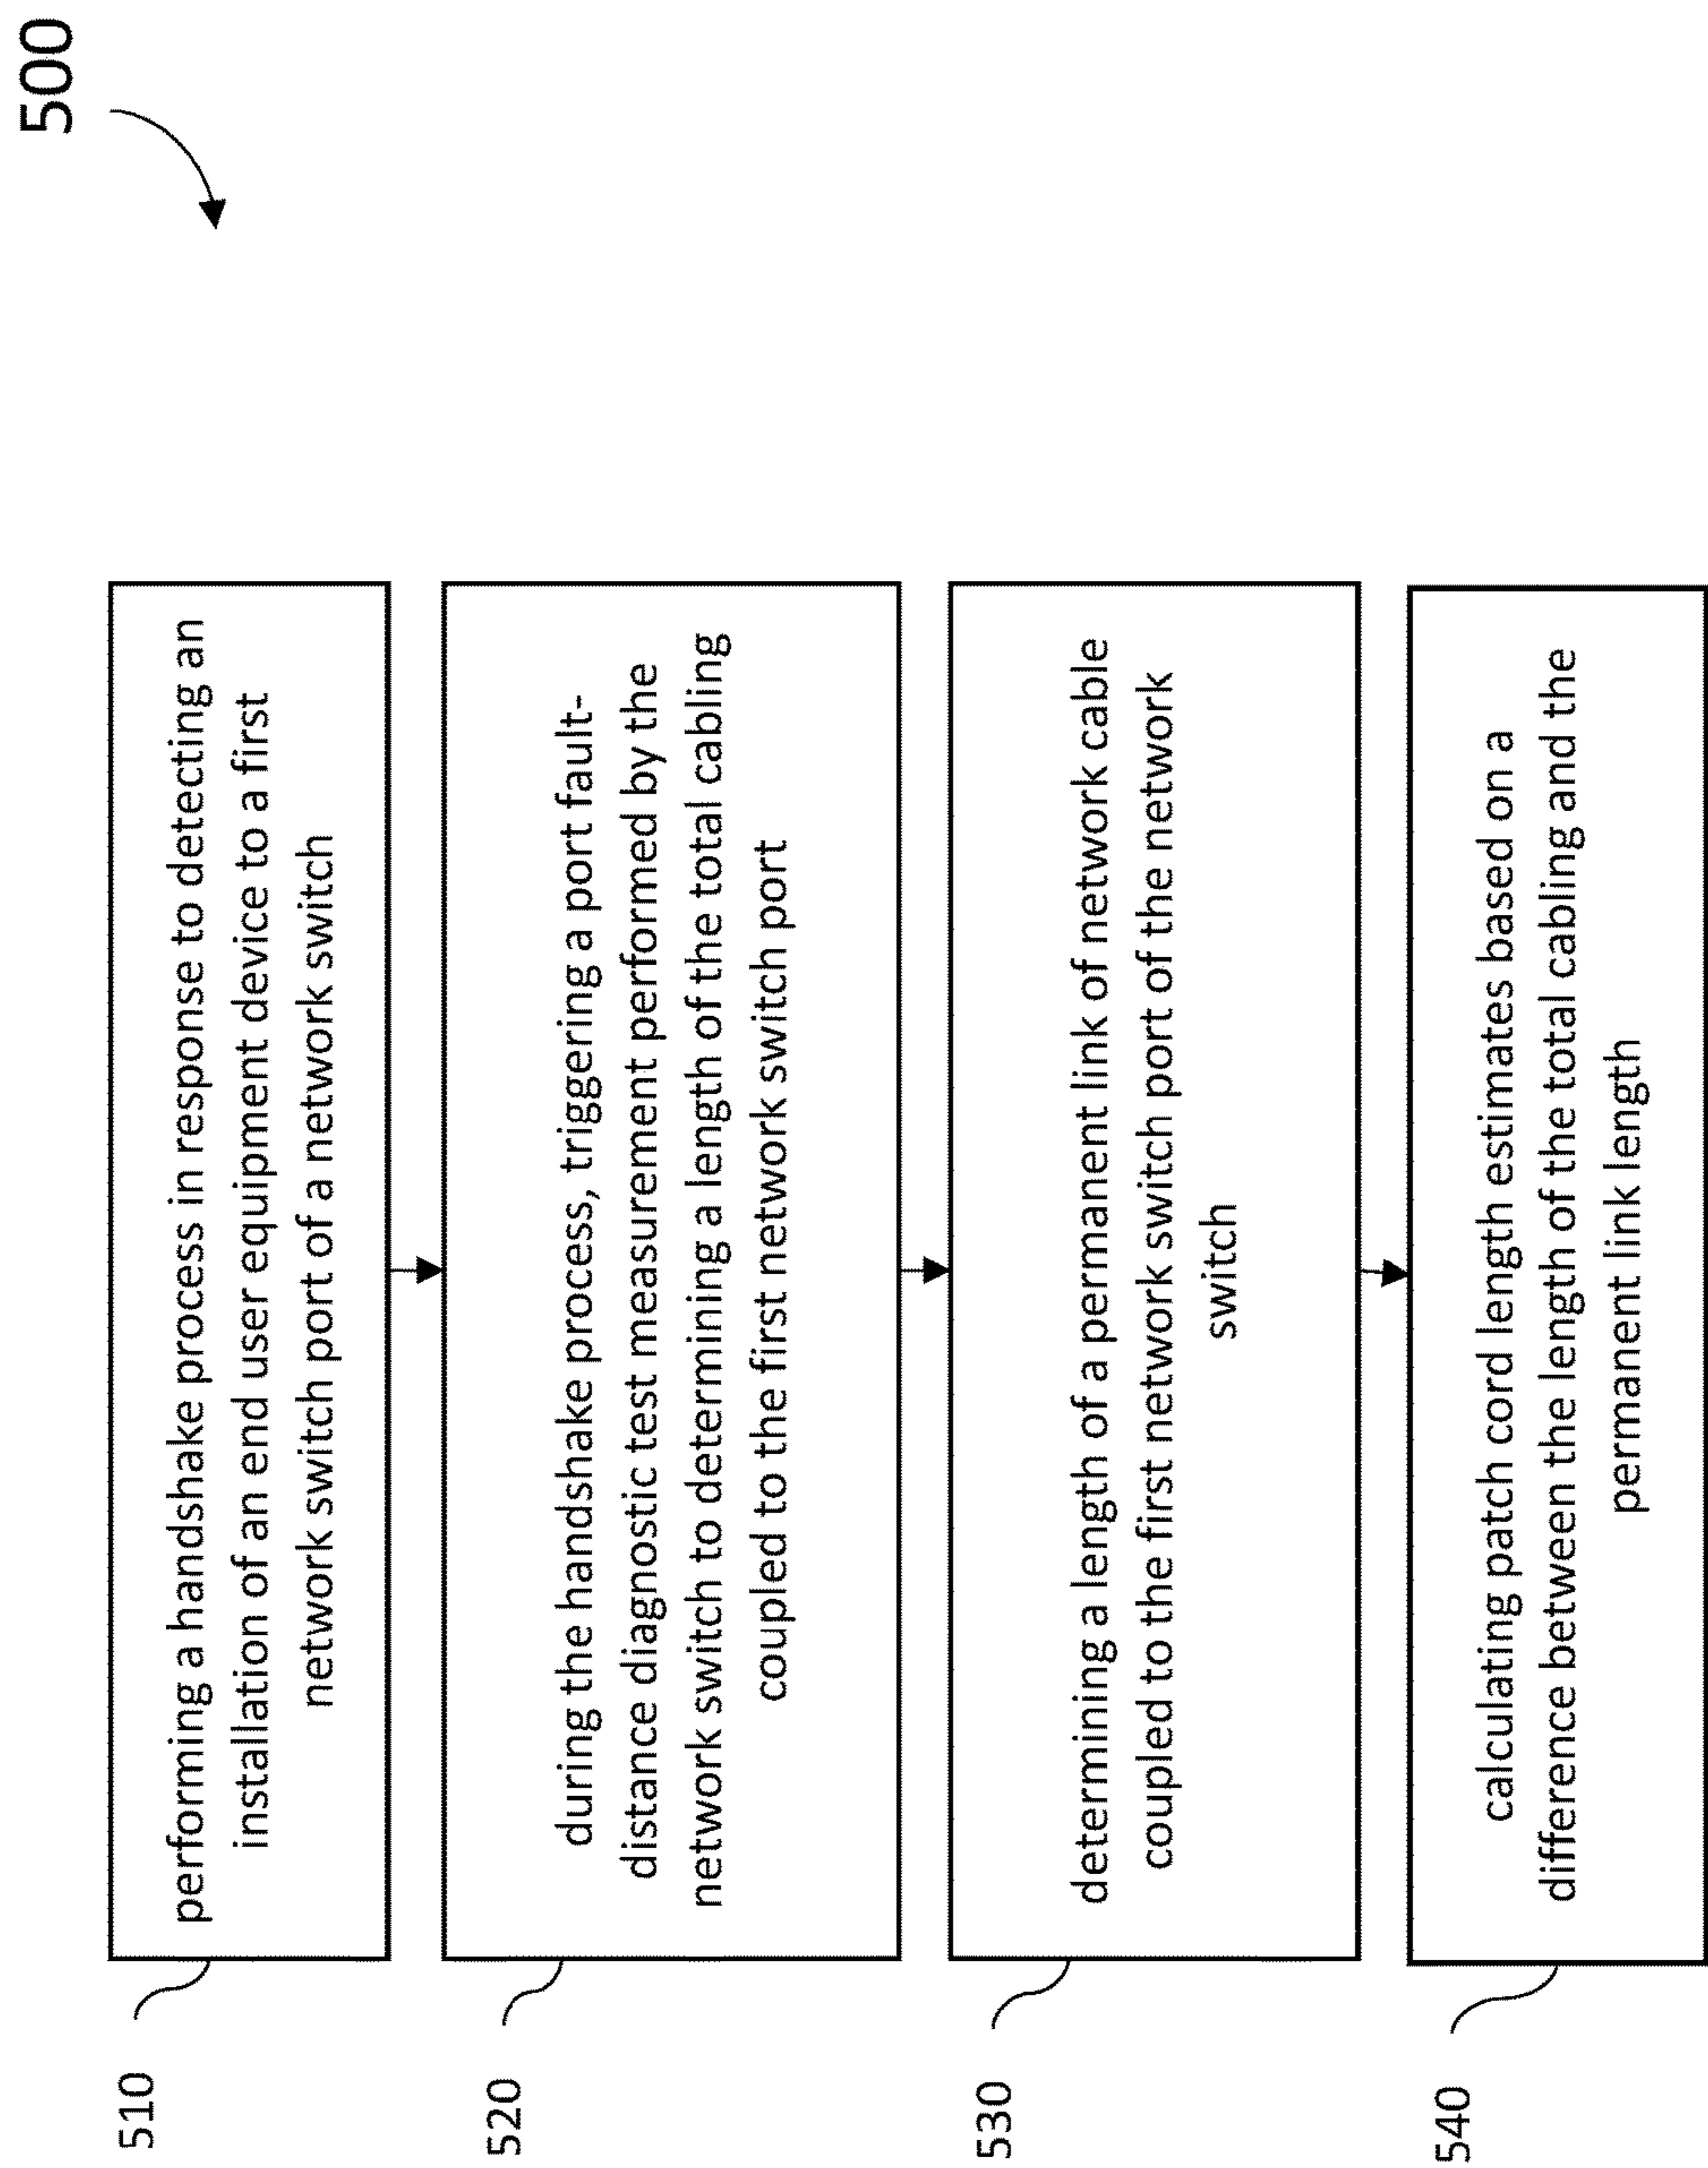 500
510
performing a handshake process in response to detecting an
installation of an end user equipment device to a first
network switch port of a network switch
520
during the handshake process, triggering a port fault-
distance diagnostic test measurement performed by the
network switch to determining a length of the total cabling
coupled to the first network switch port
530
determining a length of a permanent link of network cable
coupled to the first network switch port of the network
switch
540
calculating patch cord length estimates based on a
difference between the length of the total cabling and the
permanent link length